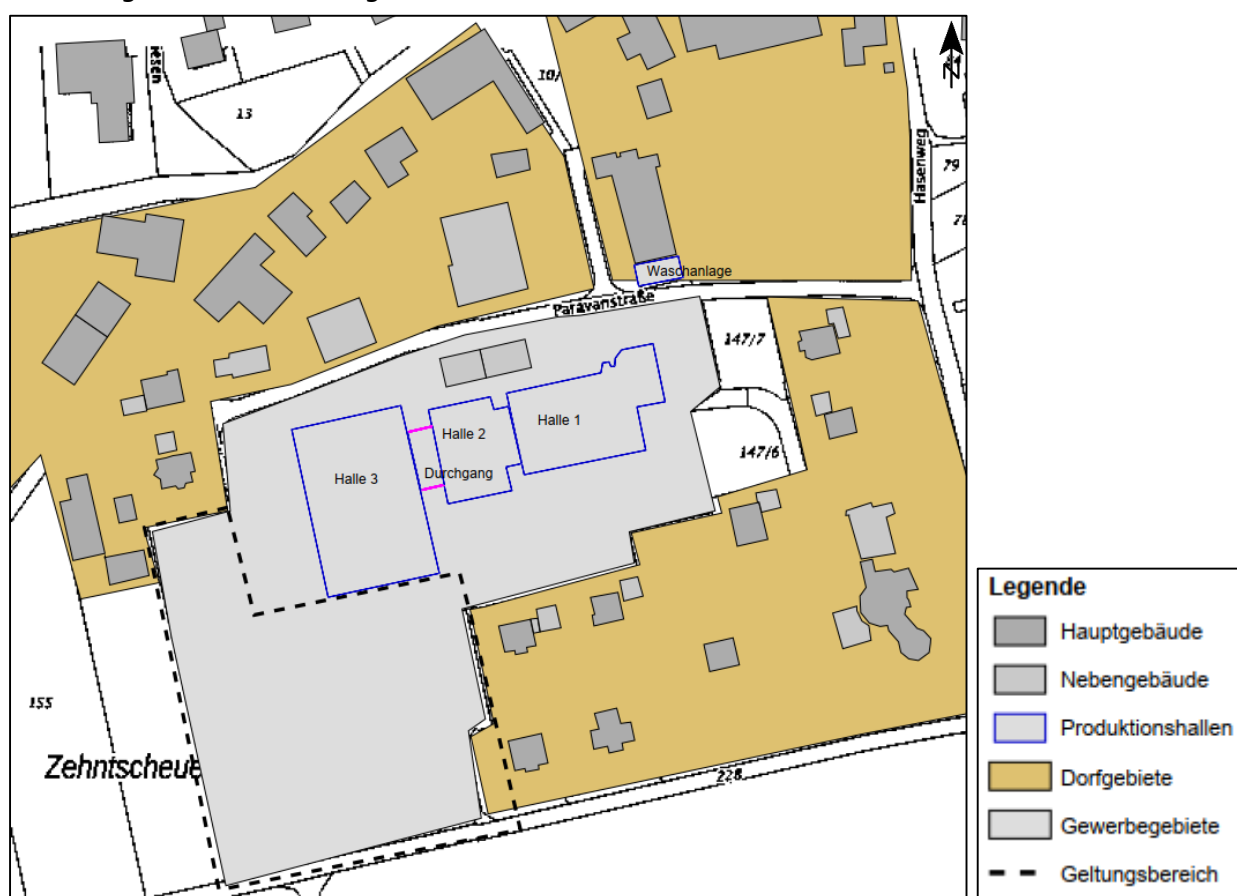 13
10/
Hasenweg
79
Waschanlage
Paravanstraße
147/7
Halle 1
Halle 2
147/6
Durchgang
Halle 3
155
Zehntscheue
228
Legende
Hauptgebäude
Nebengebäude
Produktionshallen
Dorfgebiete
Gewerbegebiete
Geltungsbereich